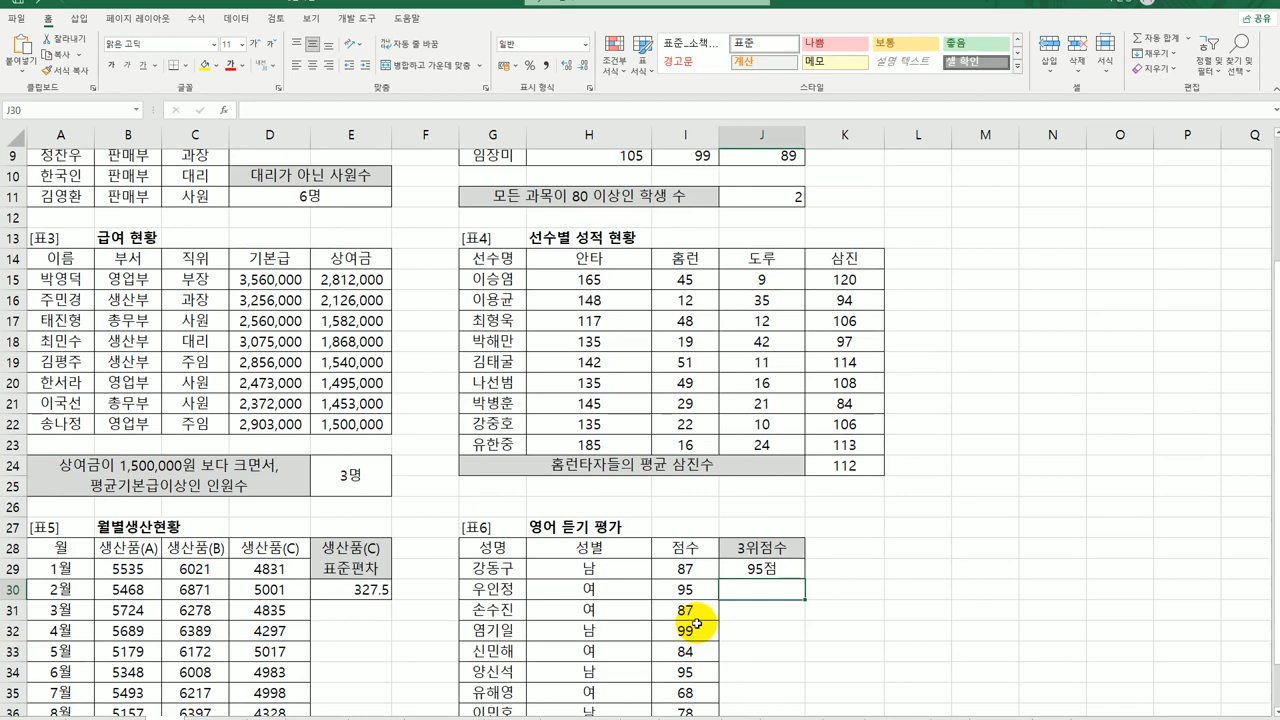 파일 홈 삽입 페이지 레이아웃 수식 데이터 검토 보기 개발 도구 도움말 공유
붙여넣기 잘라내기 복사 서식 복사 클립보드
맑은 고딕 11 가 가 가 가 가 가 글꼴
자동 줄 바꿈 병합하고 가운데 맞춤 맞춤
일반 % 표시 형식
조건부 서식 표 서식 표준_소책... 표준 나쁨 보통 좋음
경고문 계산 메모 설명 텍스트 셀 확인 스타일
삽입 삭제 서식 셀
자동 합계 채우기 지우기 정렬 및 필터 찾기 및 선택 편집
J30 fx
A B C D E F G H I J K L M N O P Q
9 정찬우 판매부 과장 임장미 105 99 89
10 한국인 판매부 대리 대리가 아닌 사원수
11 김영환 판매부 사원 6명 모든 과목이 80 이상인 학생 수 2
12
13 [표3] 급여 현황 [표4] 선수별 성적 현황
14 이름 부서 직위 기본급 상여금 선수명 안타 홈런 도루 삼진
15 박영덕 영업부 부장 3,560,000 2,812,000 이승엽 165 45 9 120
16 주민경 생산부 과장 3,256,000 2,126,000 이용균 148 12 35 94
17 태진형 총무부 사원 2,560,000 1,582,000 최형욱 117 48 12 106
18 최민수 생산부 대리 3,075,000 1,868,000 박해만 135 19 42 97
19 김평주 생산부 주임 2,856,000 1,540,000 김태굴 142 51 11 114
20 한서라 영업부 사원 2,473,000 1,495,000 나선범 135 49 16 108
21 이국선 총무부 사원 2,372,000 1,453,000 박병훈 145 29 21 84
22 송나정 영업부 주임 2,903,000 1,500,000 강중호 135 22 10 106
23 유한중 185 16 24 113
24 상여금이 1,500,000원 보다 크면서, 홈런타자들의 평균 삼진수 112
25 평균기본급이상인 인원수 3명
26
27 [표5] 월별생산현황 [표6] 영어 듣기 평가
28 월 생산품(A) 생산품(B) 생산품(C) 생산품(C) 성명 성별 점수 3위점수
29 1월 5535 6021 4831 표준편차 강동구 남 87 95점
30 2월 5468 6871 5001 327.5 우인정 여 95
31 3월 5724 6278 4835 손수진 여 87
32 4월 5689 6389 4297 염기일 남 99
33 5월 5179 6172 5017 신민해 여 84
34 6월 5348 6008 4983 양신석 남 95
35 7월 5493 6217 4998 유해영 여 68
36 8월 5157 6397 4328 이민호 남 78